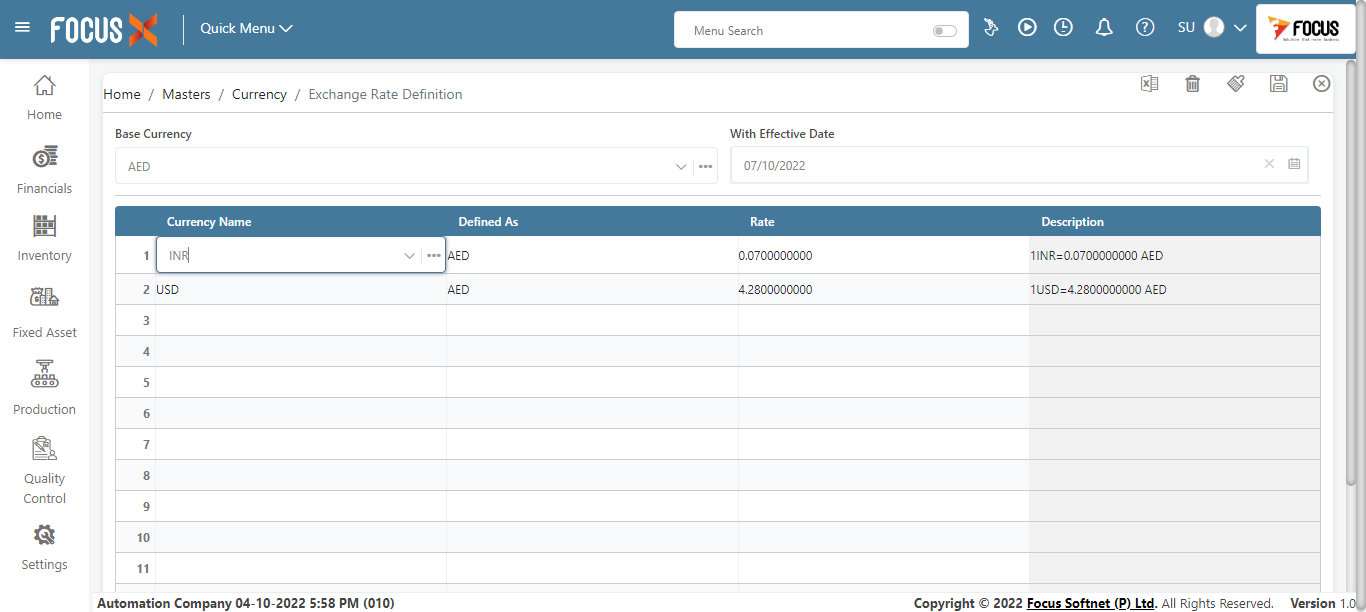 FOCUS X
Quick Menu
Menu Search
SU
FOCUS
Home
Financials
Inventory
Fixed Asset
Production
Quality
Control
Settings
Home / Masters / Currency / Exchange Rate Definition
Base Currency
With Effective Date
AED
07/10/2022
Currency Name Defined As Rate Description
1 INR AED 0.0700000000 1INR=0.0700000000 AED
2 USD AED 4.2800000000 1USD=4.2800000000 AED
3
4
5
6
7
8
9
10
11
Automation Company 04-10-2022 5:58 PM (010)
Copyright © 2022 Focus Softnet (P) Ltd. All Rights Reserved. Version 1.0